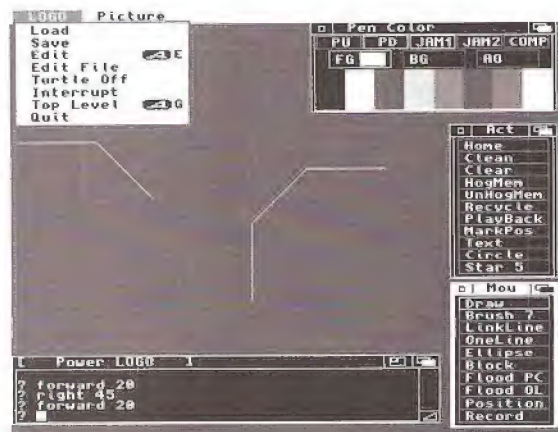 LOGO Picture
Load
Save
Edit E
Edit File
Turtle Off
Interrupt
Top Level G
Quit
Pen Color
PU PD JAM1 JAM2 COMP
FG BG AO
Act
Home
Clean
Clear
HogMem
UnHogMem
Recycle
PlayBack
MarkPos
Text
Circle
Star 5
Mou
Draw
Brush 7
LinkLine
OneLine
Ellipse
Block
Flood PC
Flood OL
Position
Record
[ Power LOGO ]
? forward 20
? right 45
? forward 20
?